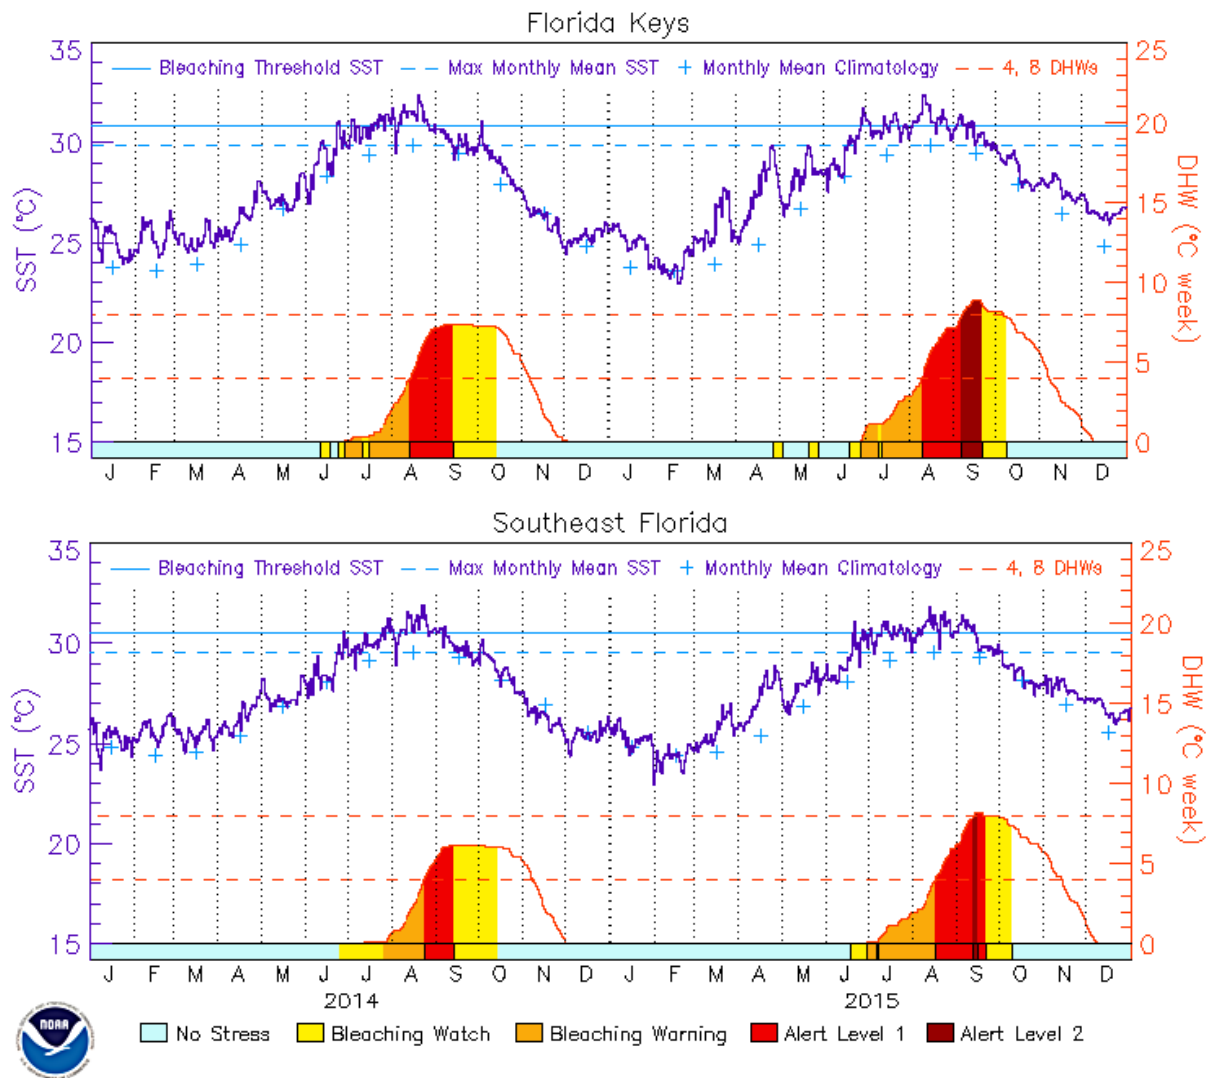 Florida Keys
35 25
Bleaching Threshold SST Max Monthly Mean SST Monthly Mean Climatology 4, 8 DHWs
30 20
SST (°C) DHW (°C week)
25 15
10
20
5
15 0
J F M A M J J A S O N D J F M A M J J A S O N D
Southeast Florida
35 25
Bleaching Threshold SST Max Monthly Mean SST Monthly Mean Climatology 4, 8 DHWs
30 20
SST (°C) DHW (°C week)
25 15
10
20
5
15 0
J F M A M J J A S O N D J F M A M J J A S O N D
2014 2015
NOAA
No Stress Bleaching Watch Bleaching Warning Alert Level 1 Alert Level 2